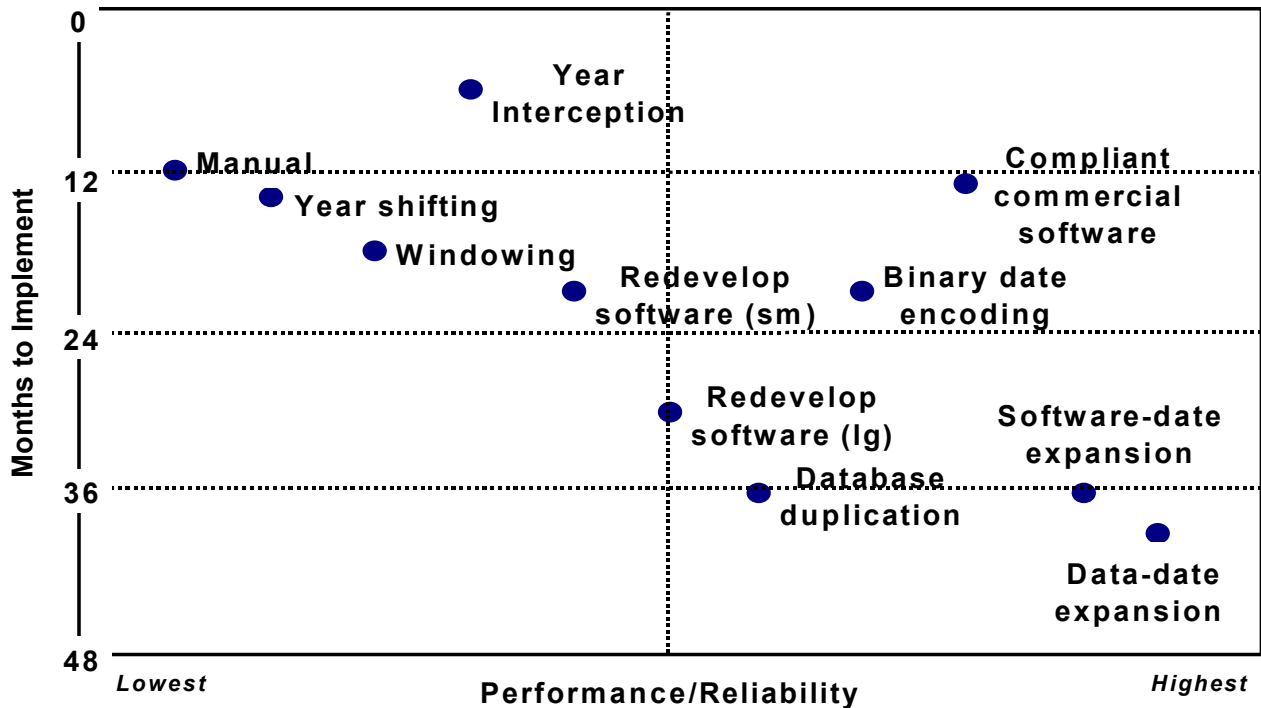 0
Year
Interception
Manual
12
Compliant
commercial
software
Year shifting
Windowing
Redevelop
software (sm)
Binary date
encoding
24
Months to Implement
Redevelop
software (lg)
Software-date
expansion
36
Database
duplication
Data-date
expansion
48
Lowest
Performance/Reliability
Highest